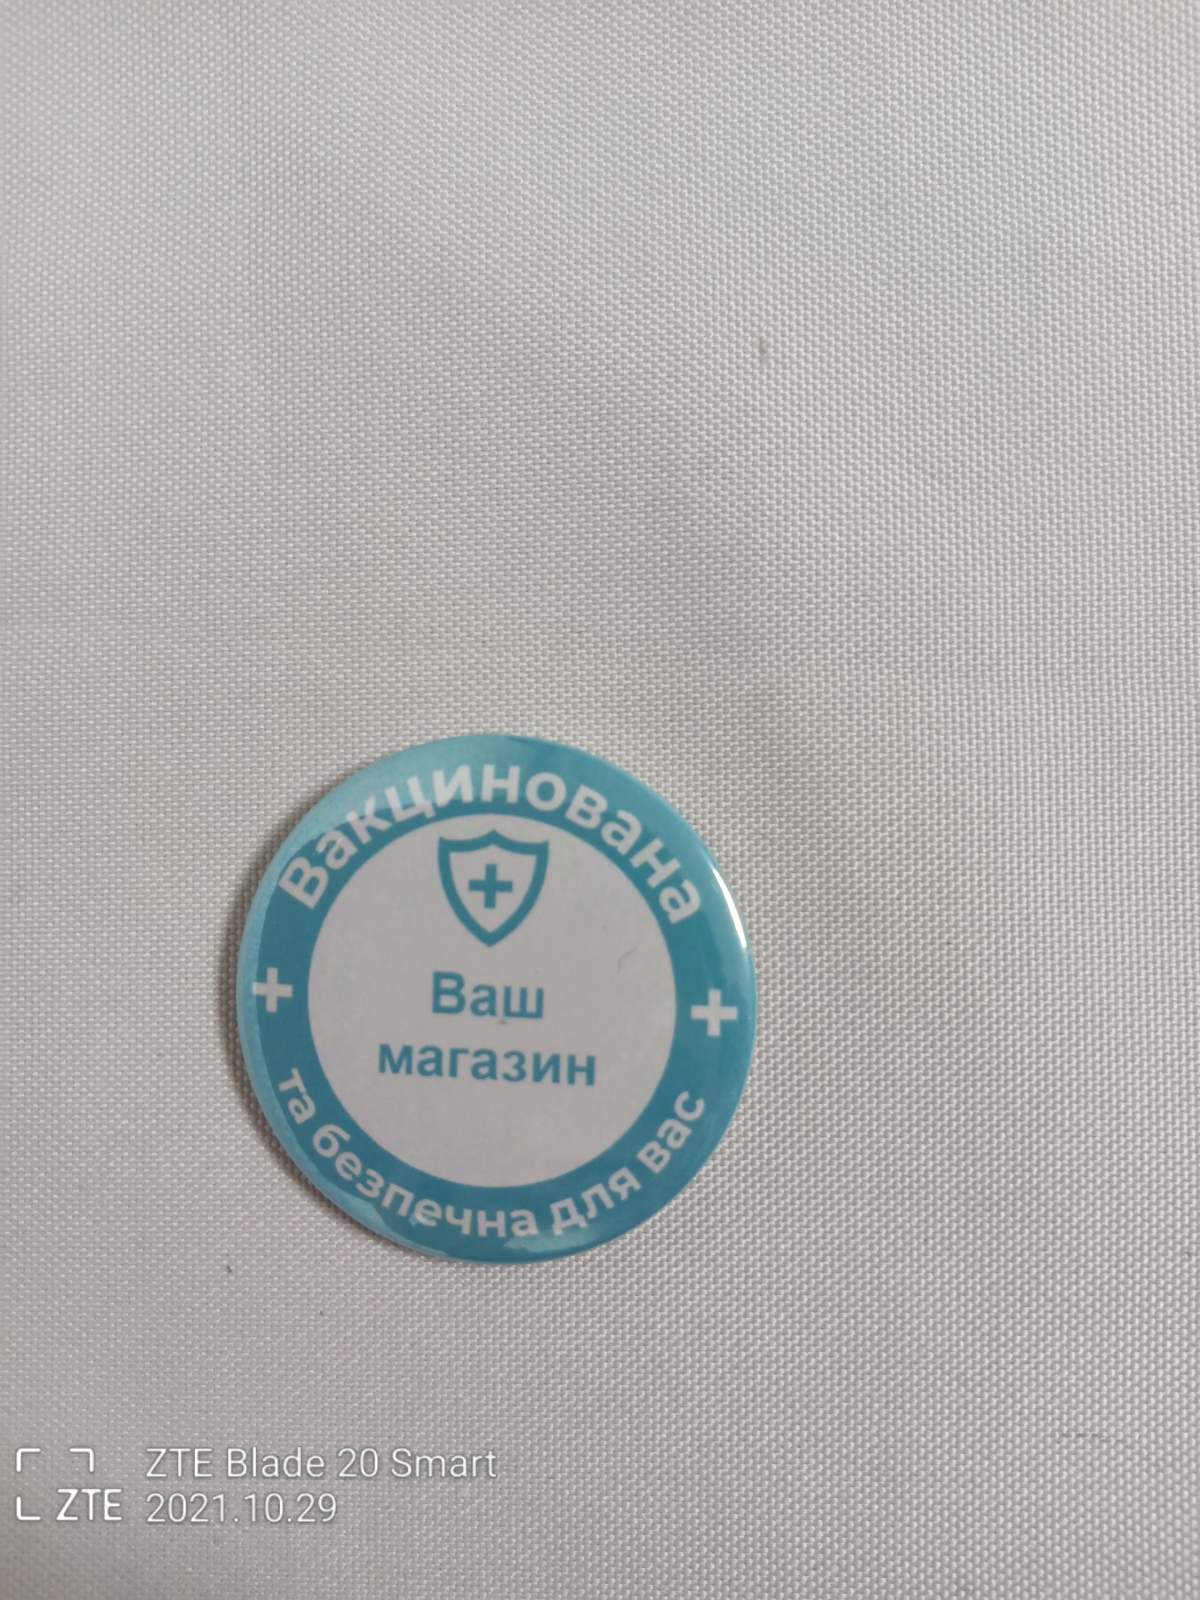 Вакцинована
Ваш
магазин
та безпечна для вас
ZTE Blade 20 Smart
ZTE 2021.10.29